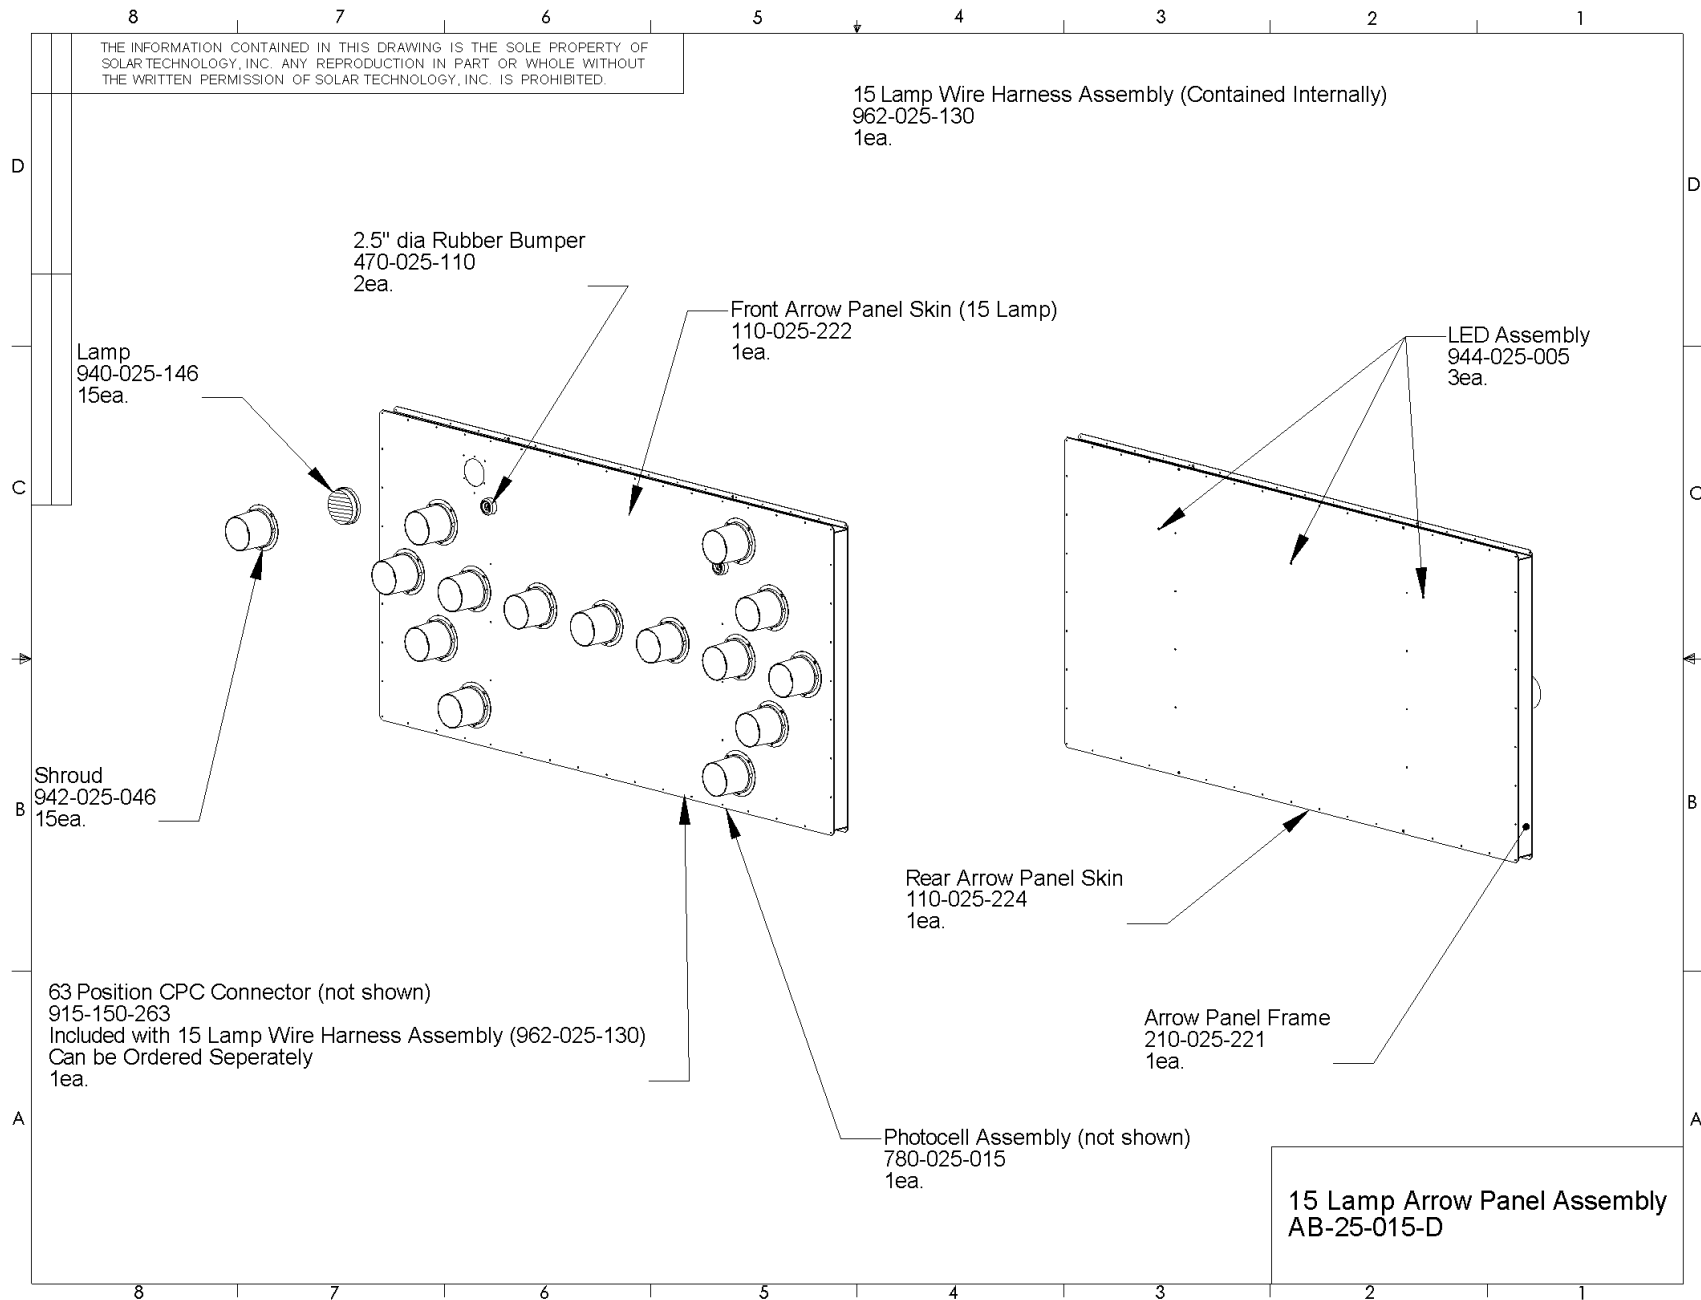 8 7 6 5 4 3 2 1
THE INFORMATION CONTAINED IN THIS DRAWING IS THE SOLE PROPERTY OF
SOLAR TECHNOLOGY, INC. ANY REPRODUCTION IN PART OR WHOLE WITHOUT
THE WRITTEN PERMISSION OF SOLAR TECHNOLOGY, INC. IS PROHIBITED.
15 Lamp Wire Harness Assembly (Contained Internally)
962-025-130
1ea.
D
D
2.5" dia Rubber Bumper
470-025-110
2ea.
Front Arrow Panel Skin (15 Lamp)
110-025-222
1ea.
LED Assembly
944-025-005
3ea.
Lamp
940-025-146
15ea.
C
C
Shroud
942-025-046
15ea.
B
B
Rear Arrow Panel Skin
110-025-224
1ea.
63 Position CPC Connector (not shown)
915-150-263
Included with 15 Lamp Wire Harness Assembly (962-025-130)
Can be Ordered Seperately
1ea.
Arrow Panel Frame
210-025-221
1ea.
A
A
Photocell Assembly (not shown)
780-025-015
1ea.
15 Lamp Arrow Panel Assembly
AB-25-015-D
8 7 6 5 4 3 2 1